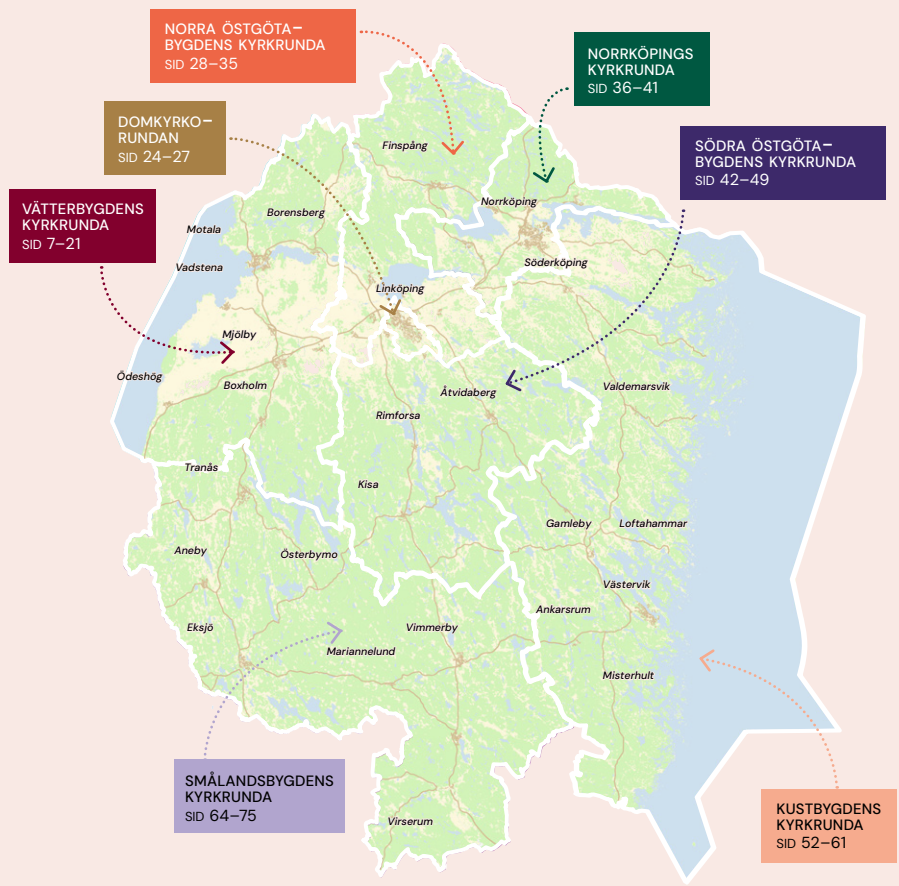 NORRA ÖSTGÖTA–
BYGDENS KYRKRUNDA
SID 28–35
NORRKÖPINGS
KYRKRUNDA
SID 36–41
DOMKYRKO–
RUNDAN
SID 24–27
SÖDRA ÖSTGÖTA–
BYGDENS KYRKRUNDA
SID 42–49
VÄTTERBYGDENS
KYRKRUNDA
SID 7–21
Finspång
Norrköping
Borensberg
Motala
Vadstena
Söderköping
Linköping
Mjölby
Ödeshög
Boxholm
Åtvidaberg
Valdemarsvik
Rimforsa
Tranås
Kisa
Gamleby
Loftahammar
Aneby
Österbymo
Västervik
Ankarsrum
Eksjö
Vimmerby
Mariannelund
Misterhult
SMÅLANDSBYGDENS
KYRKRUNDA
SID 64–75
KUSTBYGDENS
KYRKRUNDA
SID 52–61
Virserum